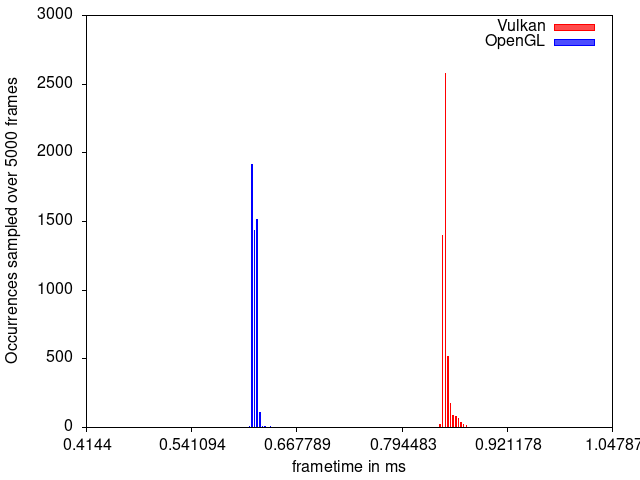 3000
2500
2000
1500
1000
500
0
Occurrences sampled over 5000 frames
Vulkan
OpenGL
0.4144 0.541094 0.667789 0.794483 0.921178 1.04787
frametime in ms